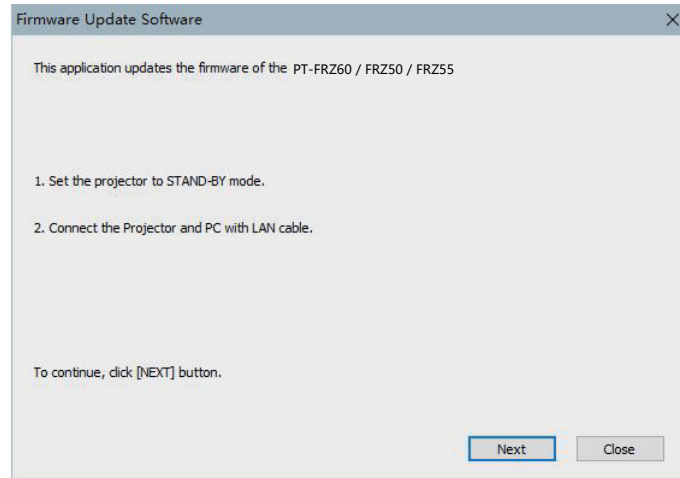 Firmware Update Software
This application updates the firmware of the PT-FRZ60 / FRZ50 / FRZ55
1. Set the projector to STAND-BY mode.
2. Connect the Projector and PC with LAN cable.
To continue, click [NEXT] button.
Next Close